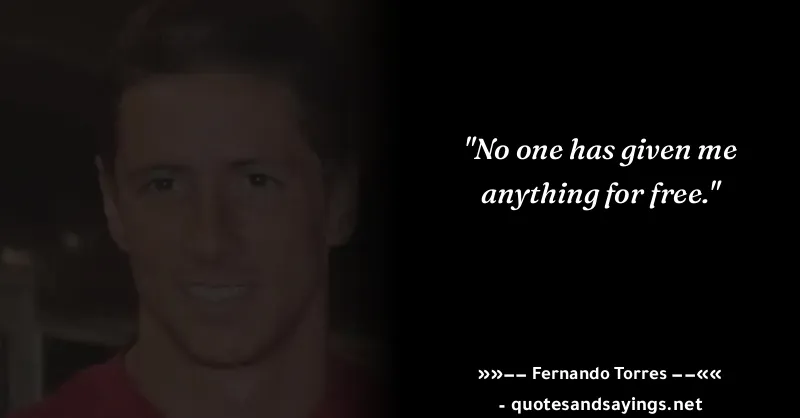 "No one has given me
anything for free."
»»−− Fernando Torres −−««
- quotesandsayings.net